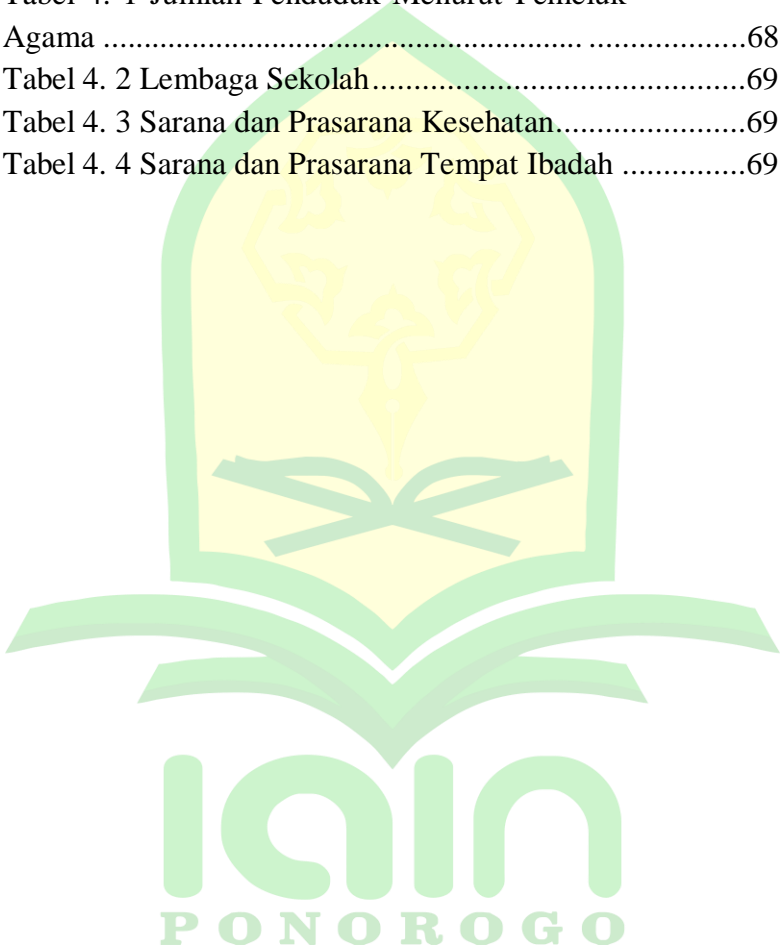 Tabel 4. 1 Jumlah Penduduk Menurut Pemeluk
Agama ......................................................... ...................68
Tabel 4. 2 Lembaga Sekolah.............................................69
Tabel 4. 3 Sarana dan Prasarana Kesehatan.......................69
Tabel 4. 4 Sarana dan Prasarana Tempat Ibadah ...............69
iain
PONOROGO